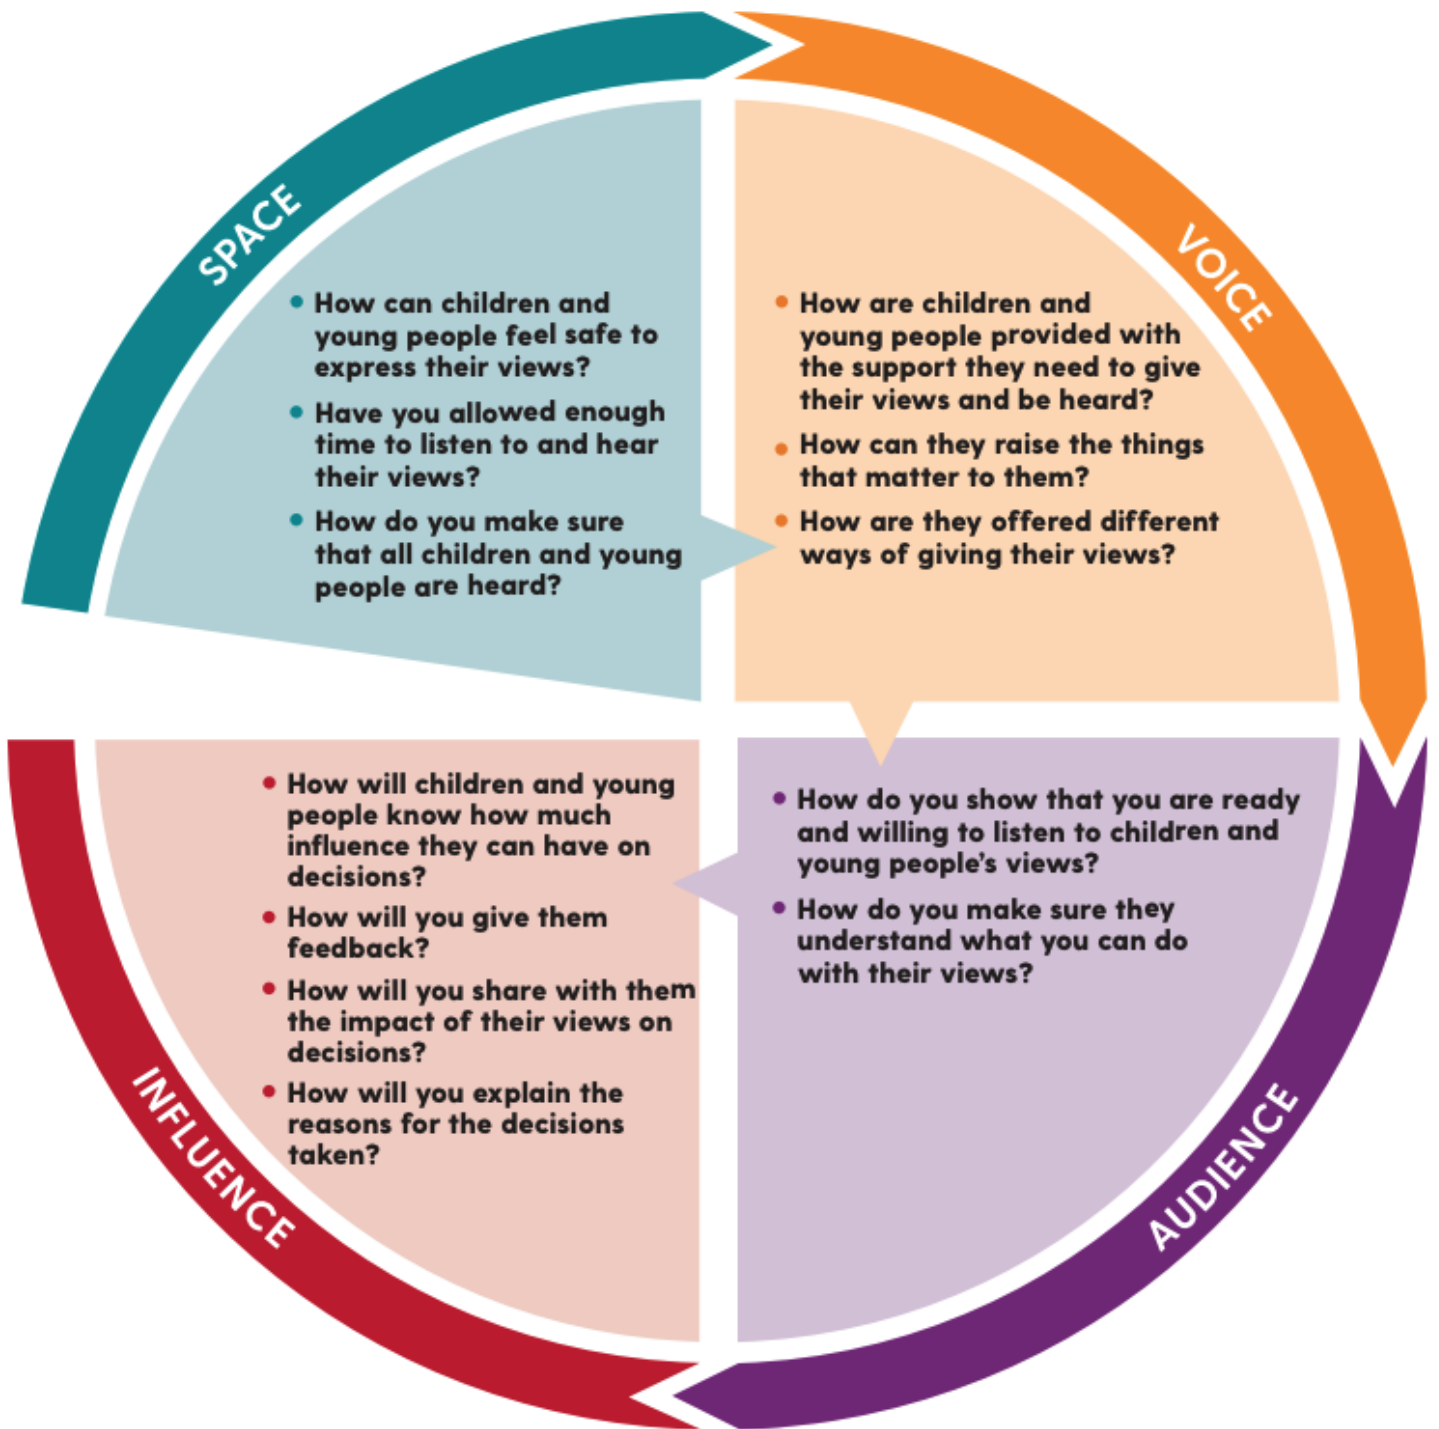 SPACE
• How can children and
young people feel safe to
express their views?
• Have you allowed enough
time to listen to and hear
their views?
• How do you make sure
that all children and young
people are heard?
VOICE
• How are children and
young people provided with
the support they need to give
their views and be heard?
• How can they raise the things
that matter to them?
• How are they offered different
ways of giving their views?
AUDIENCE
• How do you show that you are ready
and willing to listen to children and
young people’s views?
• How do you make sure they
understand what you can do
with their views?
INFLUENCE
• How will children and young
people know how much
influence they can have on
decisions?
• How will you give them
feedback?
• How will you share with them
the impact of their views on
decisions?
• How will you explain the
reasons for the decisions
taken?